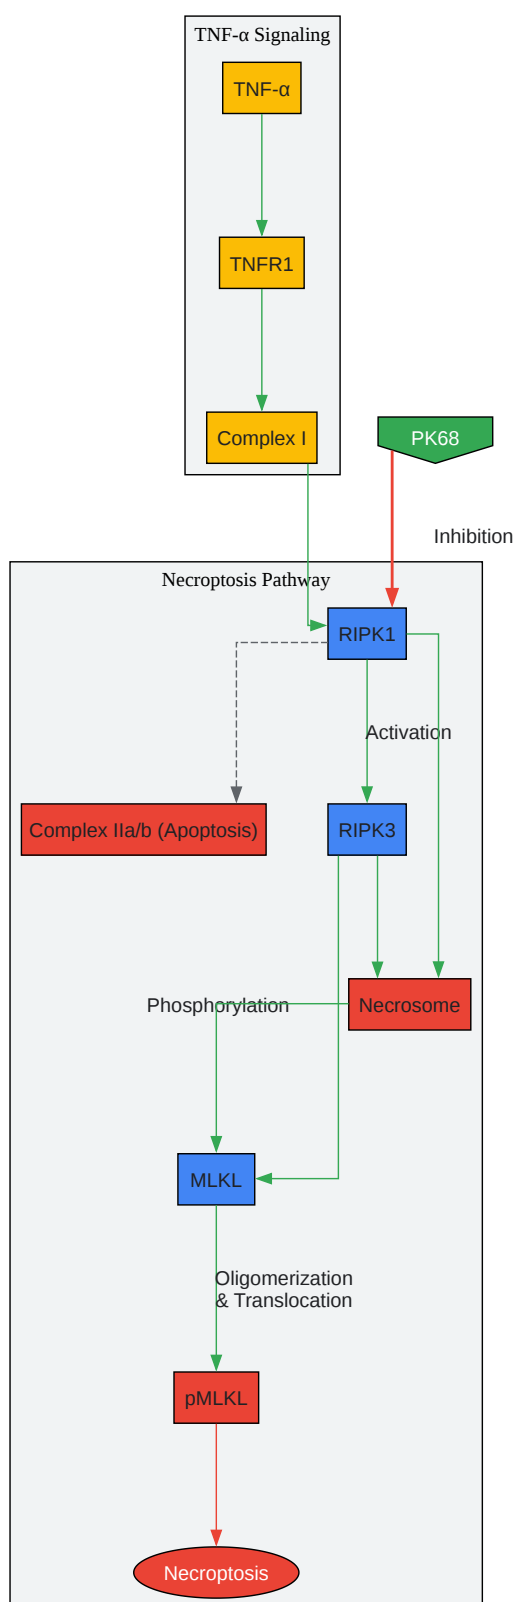 TNF-α Signaling
TNF-α
TNFR1
Complex I
PK68
Inhibition
Necroptosis Pathway
RIPK1
Activation
Complex IIa/b (Apoptosis)
RIPK3
Phosphorylation
Necrosome
MLKL
Oligomerization
& Translocation
pMLKL
Necroptosis